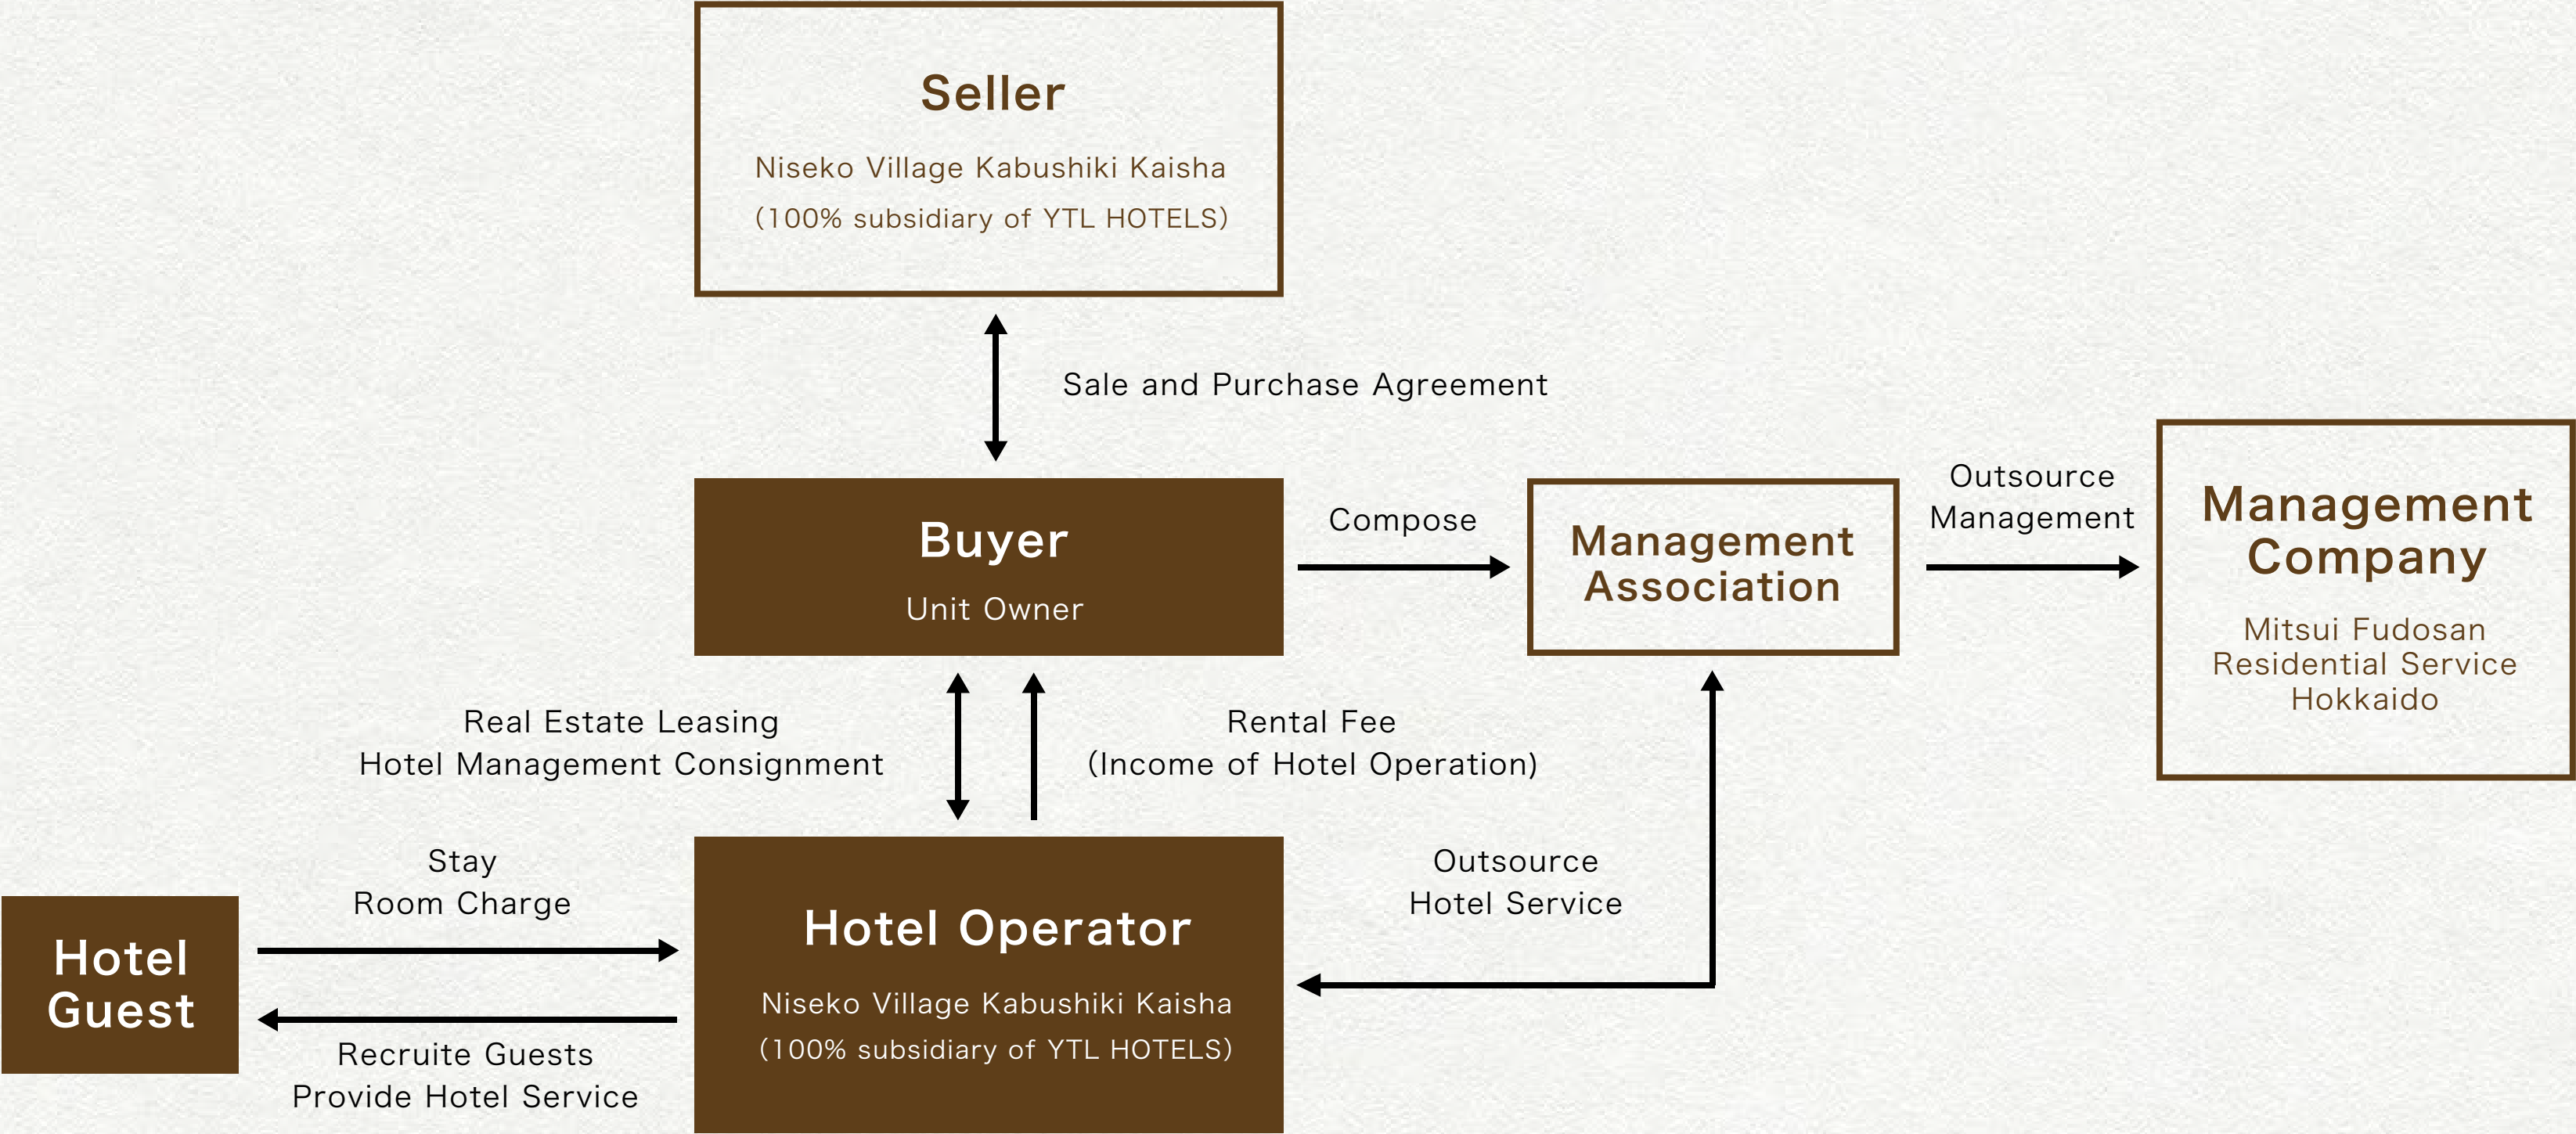 Seller
Niseko Village Kabushiki Kaisha
(100% subsidiary of YTL HOTELS)
Sale and Purchase Agreement
Buyer
Unit Owner
Compose
Management
Association
Outsource
Management
Management
Company
Mitsui Fudosan
Residential Service
Hokkaido
Real Estate Leasing
Hotel Management Consignment
Rental Fee
(Income of Hotel Operation)
Stay
Room Charge
Hotel
Guest
Recruite Guests
Provide Hotel Service
Hotel Operator
Niseko Village Kabushiki Kaisha
(100% subsidiary of YTL HOTELS)
Outsource
Hotel Service